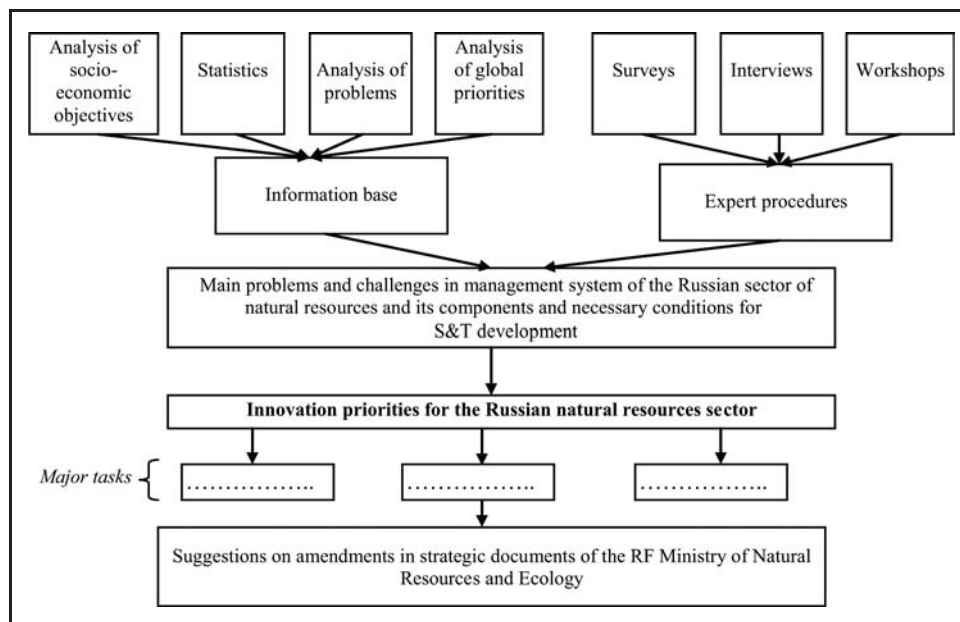 Analysis of
socio-
economic
objectives
Statistics
Analysis of
problems
Analysis
of global
priorities
Surveys
Interviews
Workshops
Information base
Expert procedures
Main problems and challenges in management system of the Russian sector of
natural resources and its components and necessary conditions for
S&T development
Innovation priorities for the Russian natural resources sector
Major tasks
……………..
……………..
……………..
Suggestions on amendments in strategic documents of the RF Ministry of Natural
Resources and Ecology